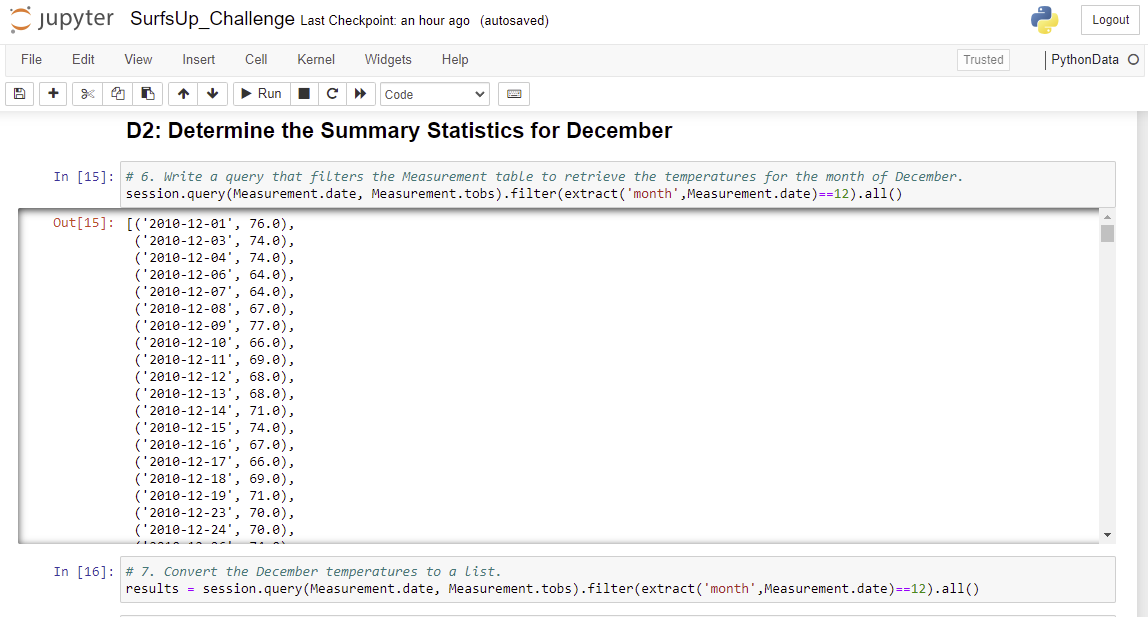 jupyter SurfsUp_Challenge Last Checkpoint: an hour ago (autosaved) Logout
File Edit View Insert Cell Kernel Widgets Help Trusted PythonData
Run Code
D2: Determine the Summary Statistics for December
In [15]: # 6. Write a query that filters the Measurement table to retrieve the temperatures for the month of December.
session.query(Measurement.date, Measurement.tobs).filter(extract('month',Measurement.date)==12).all()
Out[15]: [('2010-12-01', 76.0),
('2010-12-03', 74.0),
('2010-12-04', 74.0),
('2010-12-06', 64.0),
('2010-12-07', 64.0),
('2010-12-08', 67.0),
('2010-12-09', 77.0),
('2010-12-10', 66.0),
('2010-12-11', 69.0),
('2010-12-12', 68.0),
('2010-12-13', 68.0),
('2010-12-14', 71.0),
('2010-12-15', 74.0),
('2010-12-16', 67.0),
('2010-12-17', 66.0),
('2010-12-18', 69.0),
('2010-12-19', 71.0),
('2010-12-23', 70.0),
('2010-12-24', 70.0),
In [16]: # 7. Convert the December temperatures to a list.
results = session.query(Measurement.date, Measurement.tobs).filter(extract('month',Measurement.date)==12).all()